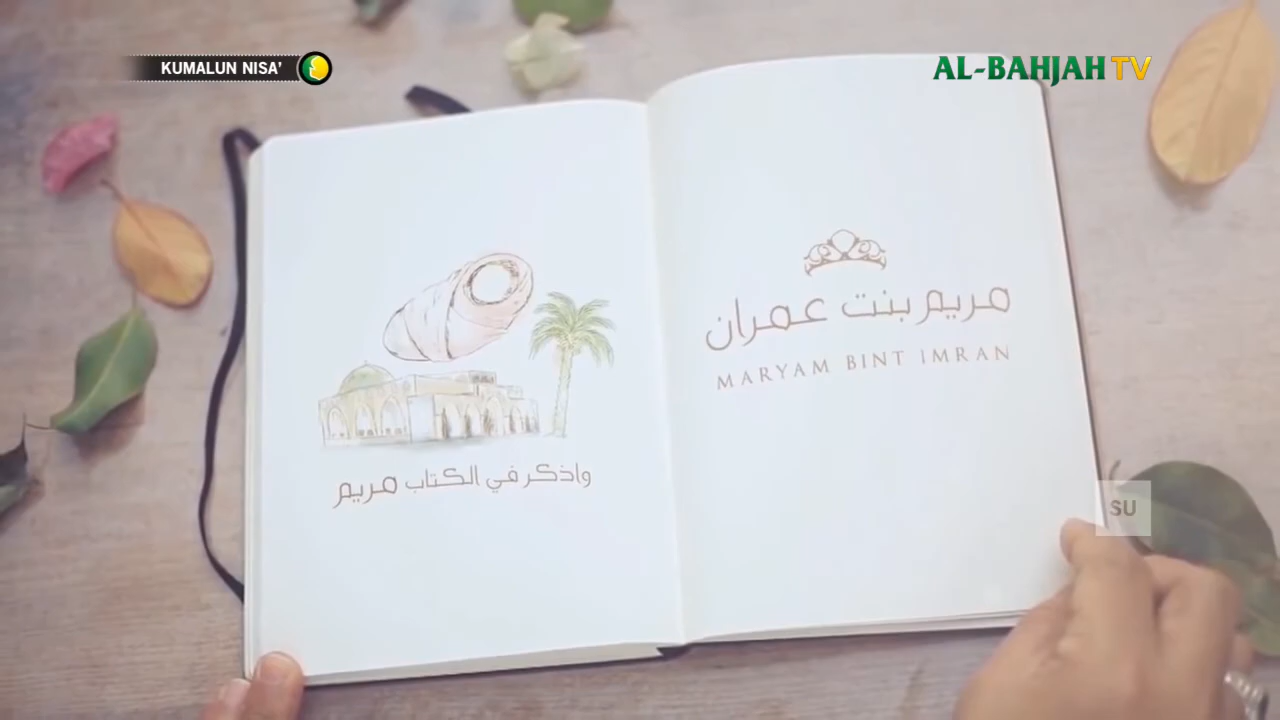 KUMALUN NISA'
AL-BAHJAH TV
مريم بنت عمران
MARYAM BINT IMRAN
واذكر في الكتاب مريم
SU